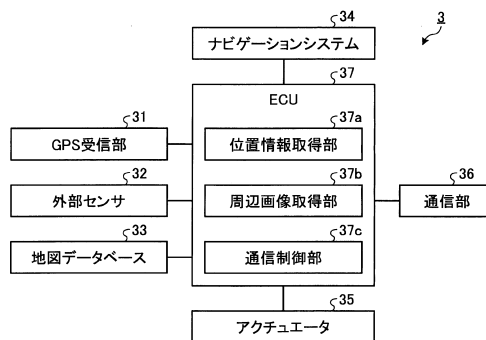 34
3
ナビゲーションシステム
37
ECU
31
GPS受信部
37a
位置情報取得部
32
外部センサ
37b
周辺画像取得部
36
通信部
33
地図データベース
37c
通信制御部
35
アクチュエータ